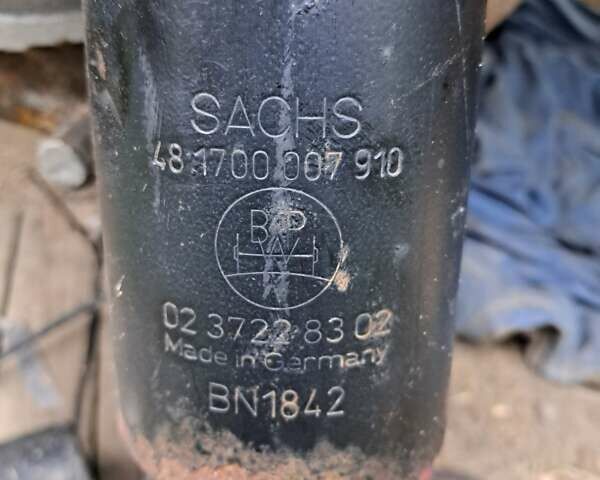 SACHS
48 1700 007 910
BPW
02 3722 83 02
Made in Germany
BN1842